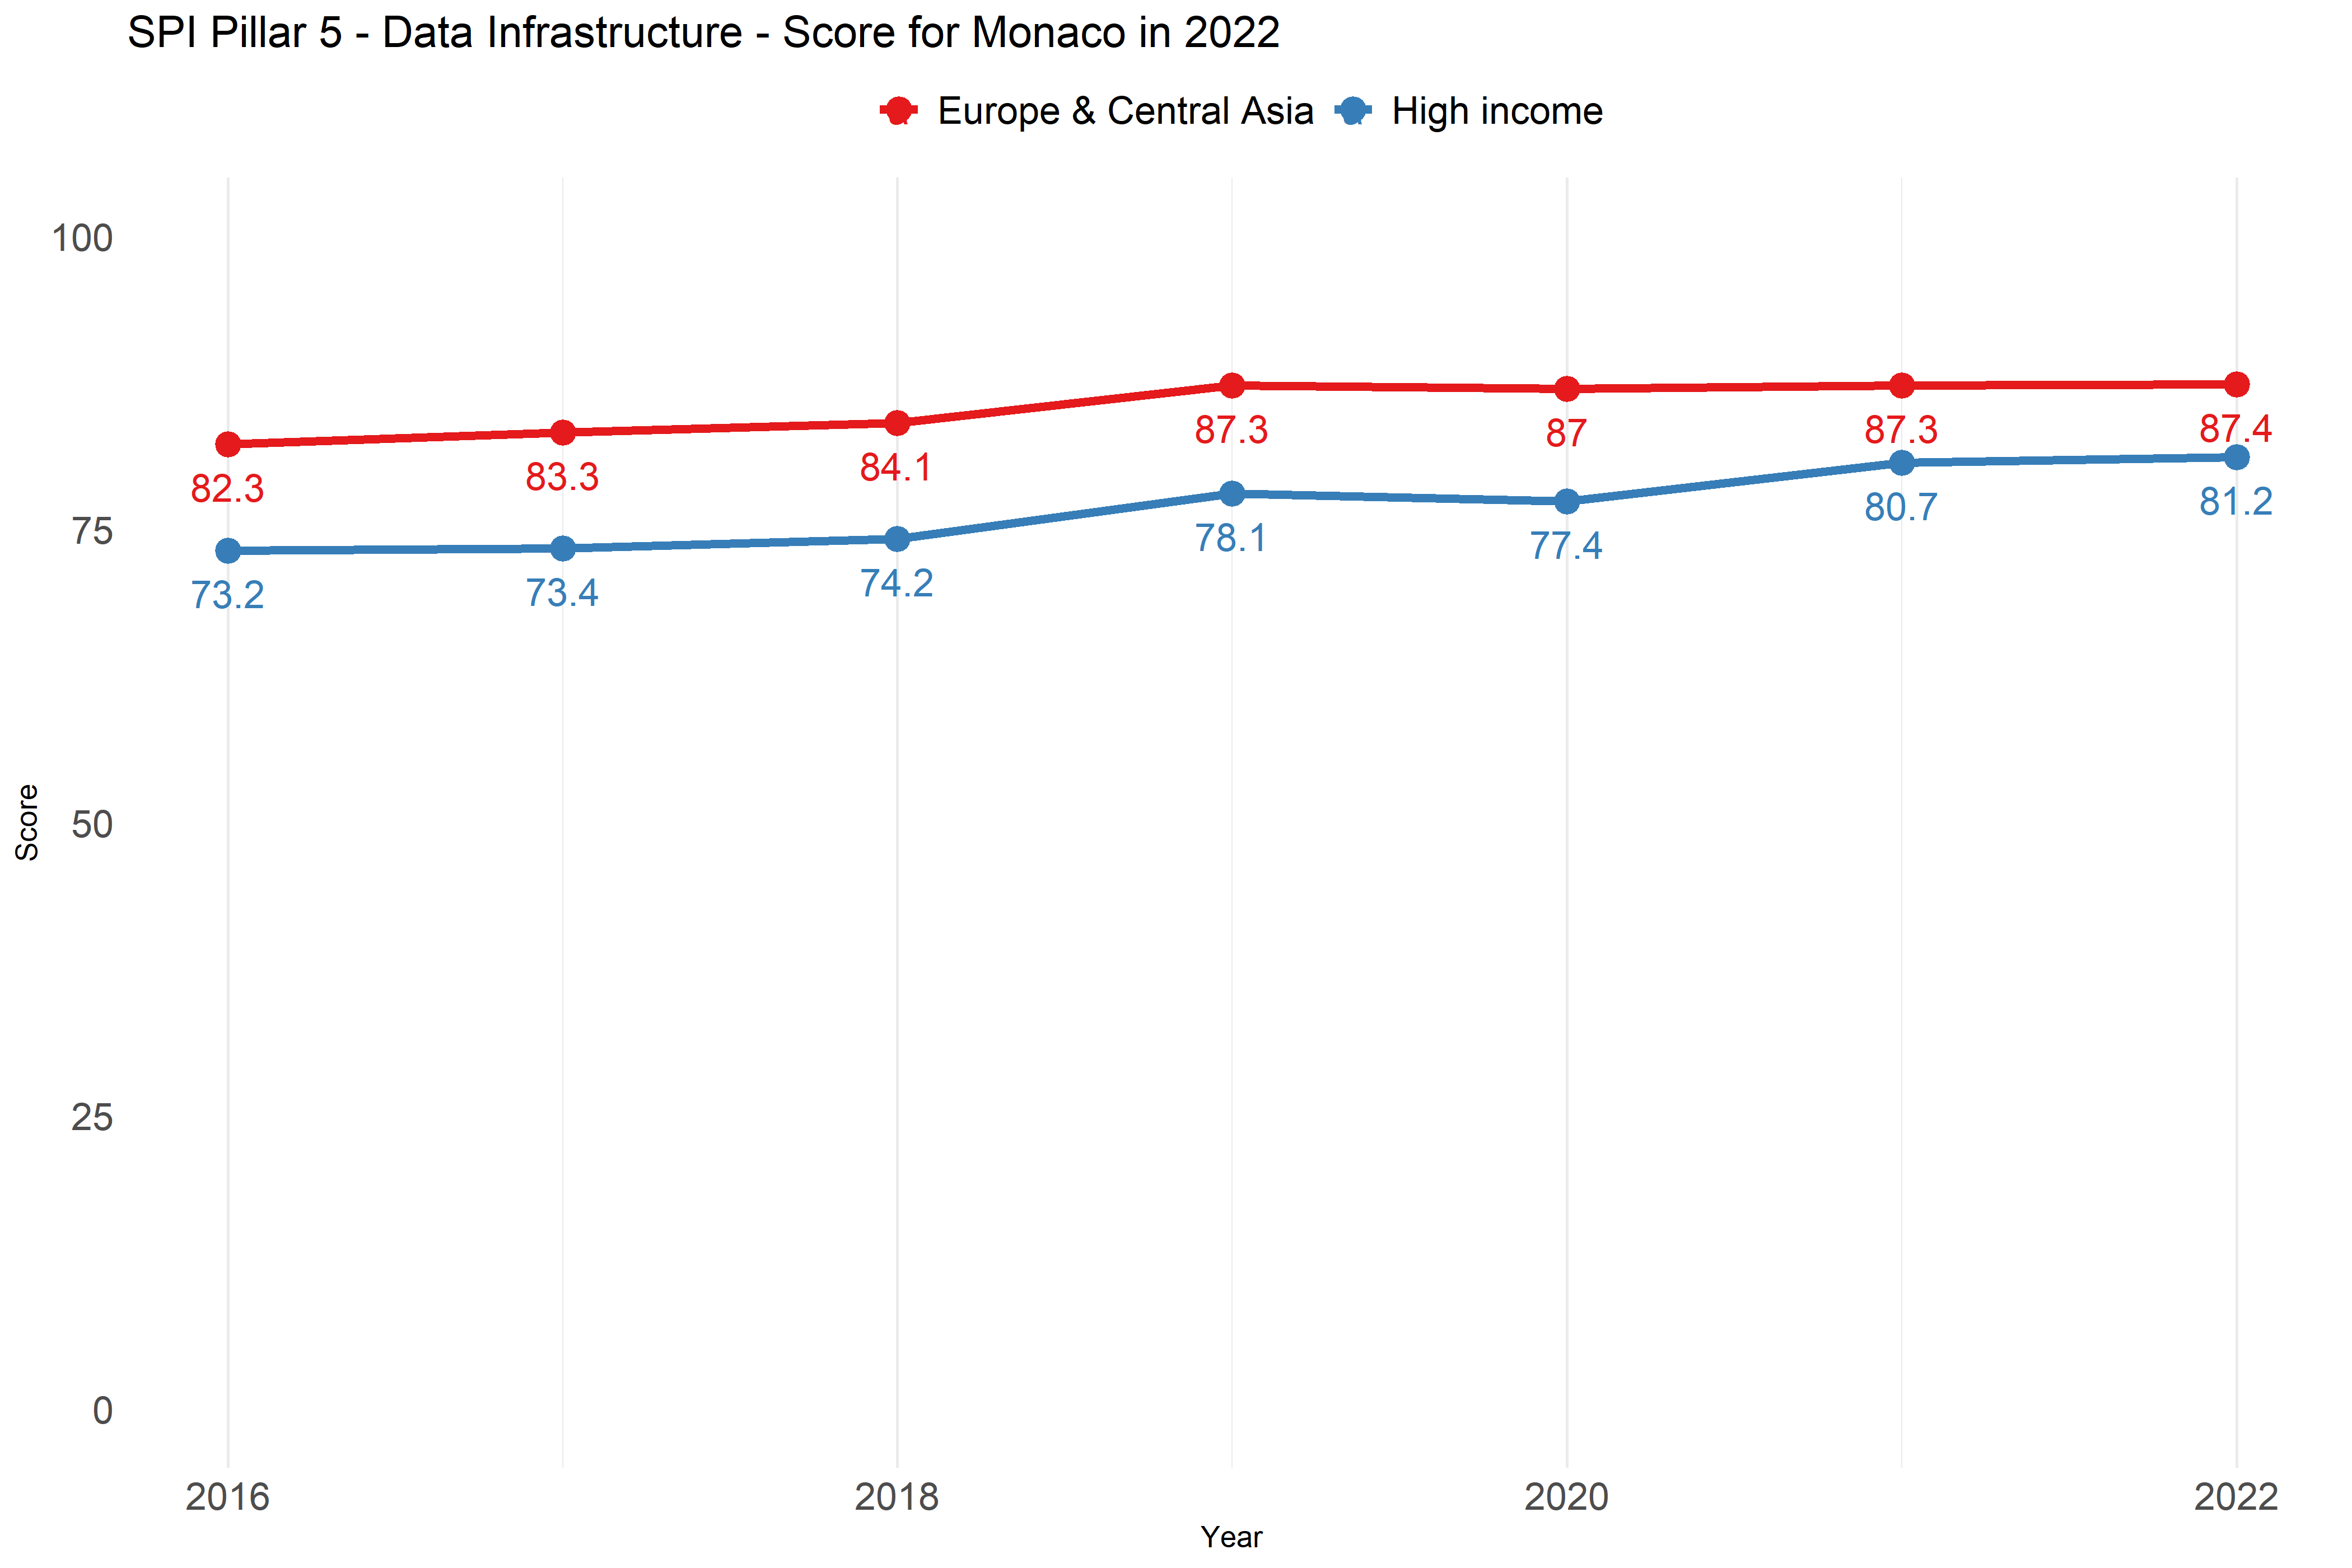 SPI Pillar 5 - Data Infrastructure - Score for Monaco in 2022
Europe & Central Asia High income
100
75
50
25
0
Score
82.3 83.3 84.1 87.3 87 87.3 87.4
73.2 73.4 74.2 78.1 77.4 80.7 81.2
2016 2018 2020 2022
Year